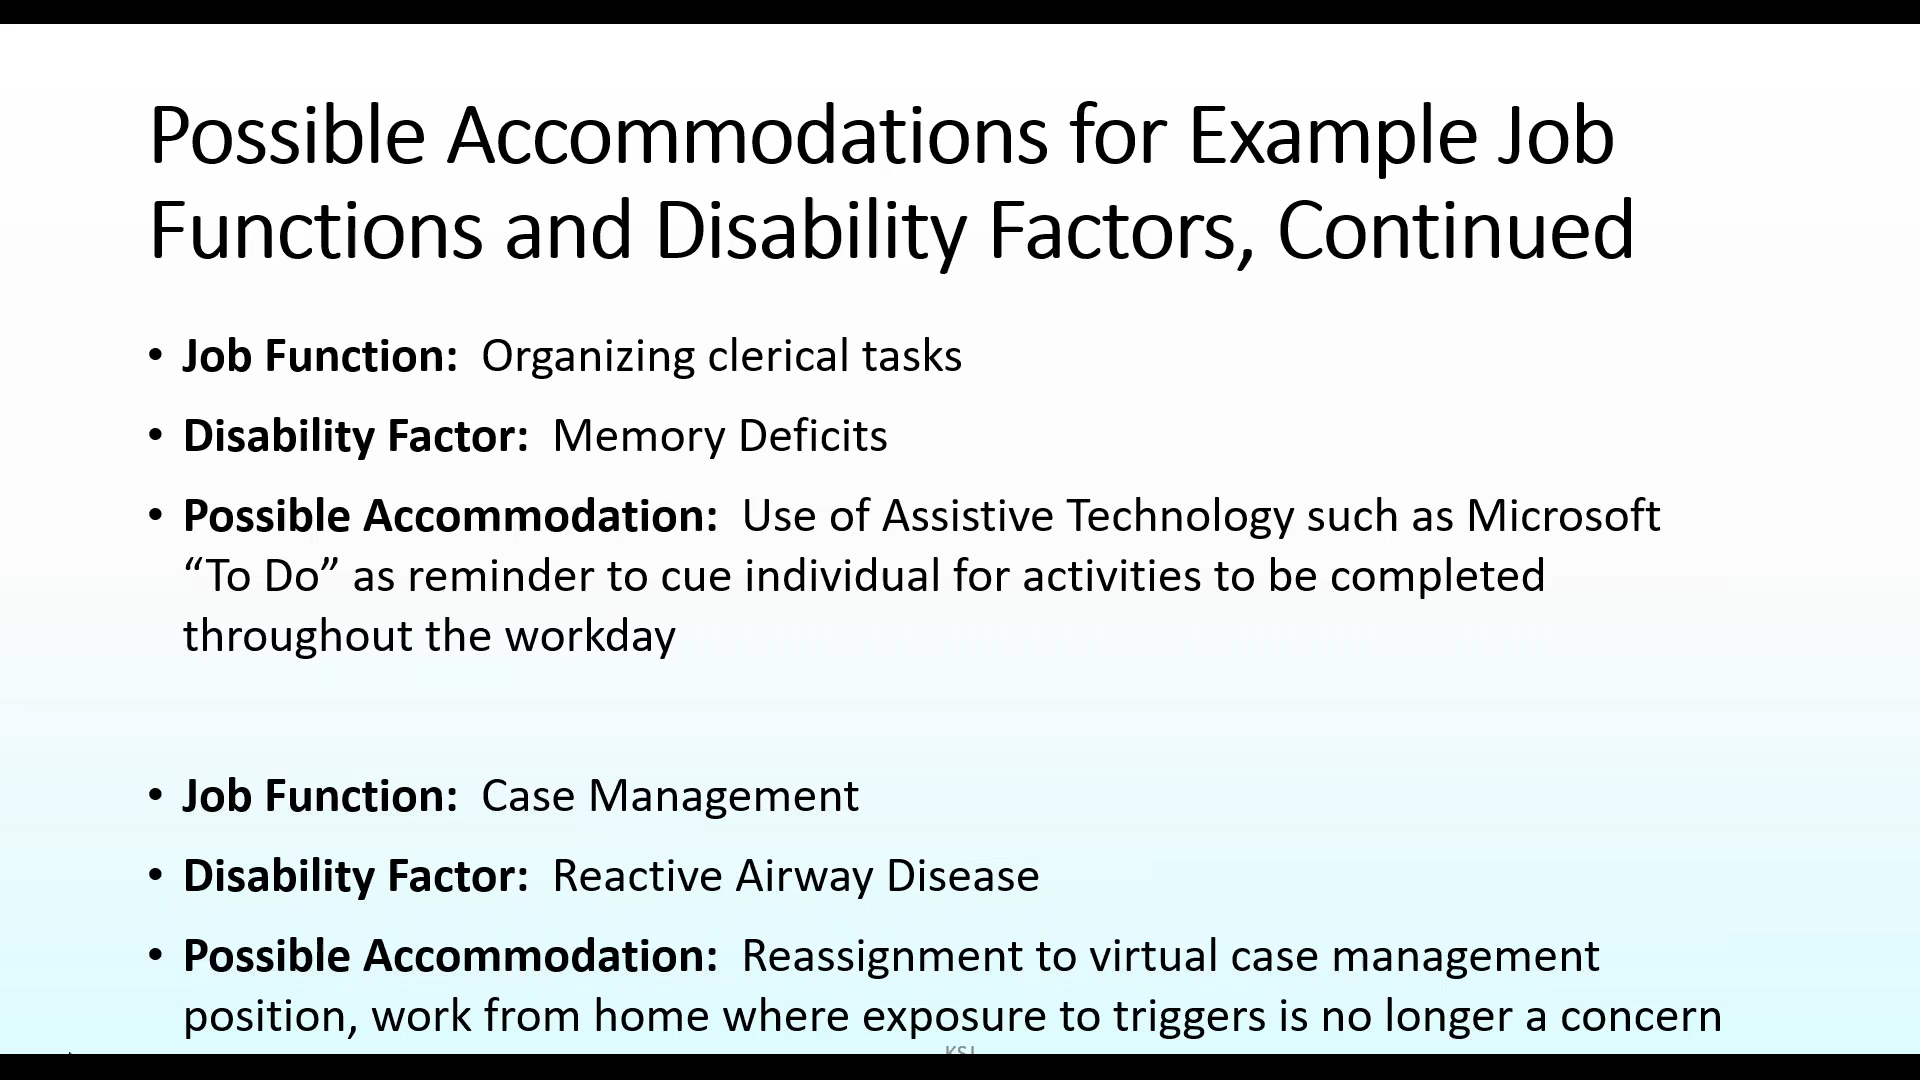 Possible Accommodations for Example Job
Functions and Disability Factors, Continued
• Job Function:  Organizing clerical tasks
• Disability Factor:  Memory Deficits
• Possible Accommodation:  Use of Assistive Technology such as Microsoft
“To Do” as reminder to cue individual for activities to be completed
throughout the workday
• Job Function:  Case Management
• Disability Factor:  Reactive Airway Disease
• Possible Accommodation:  Reassignment to virtual case management
position, work from home where exposure to triggers is no longer a concern